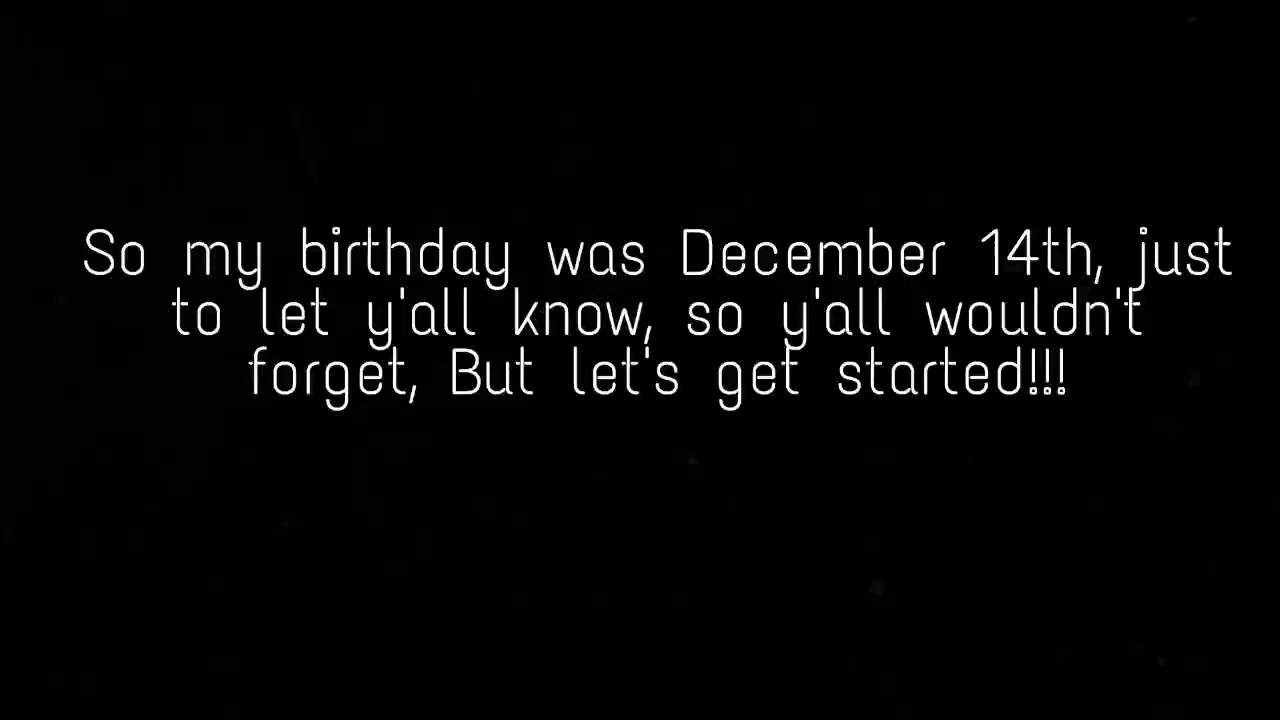 So my birthday was December 14th, just
to let y'all know, so y'all wouldn't
forget, But let's get started!!!